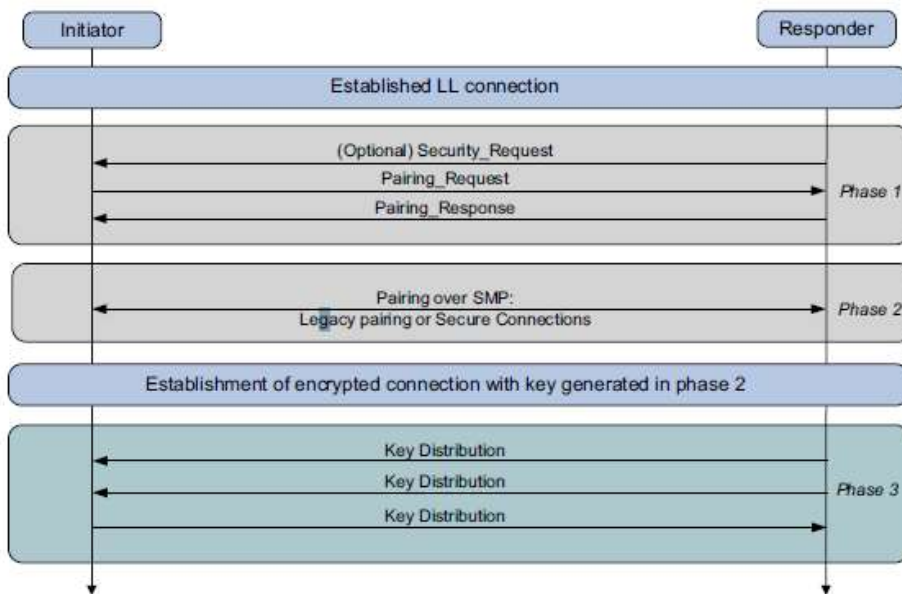 Initiator
Responder
Established LL connection
(Optional) Security_Request
Pairing_Request
Phase 1
Pairing_Response
Pairing over SMP:
Phase 2
Legacy pairing or Secure Connections
Establishment of encrypted connection with key generated in phase 2
Key Distribution
Key Distribution
Phase 3
Key Distribution